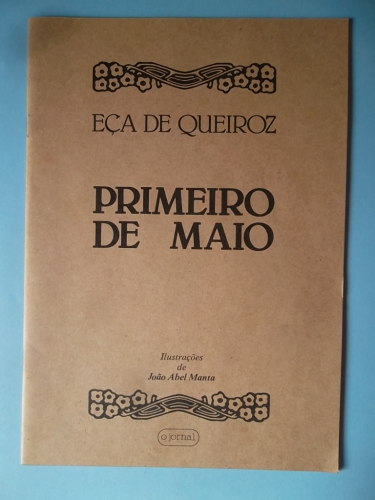 EÇA DE QUEIROZ
PRIMEIRO
DE MAIO
Ilustrações
de
João Abel Manta
o jornal